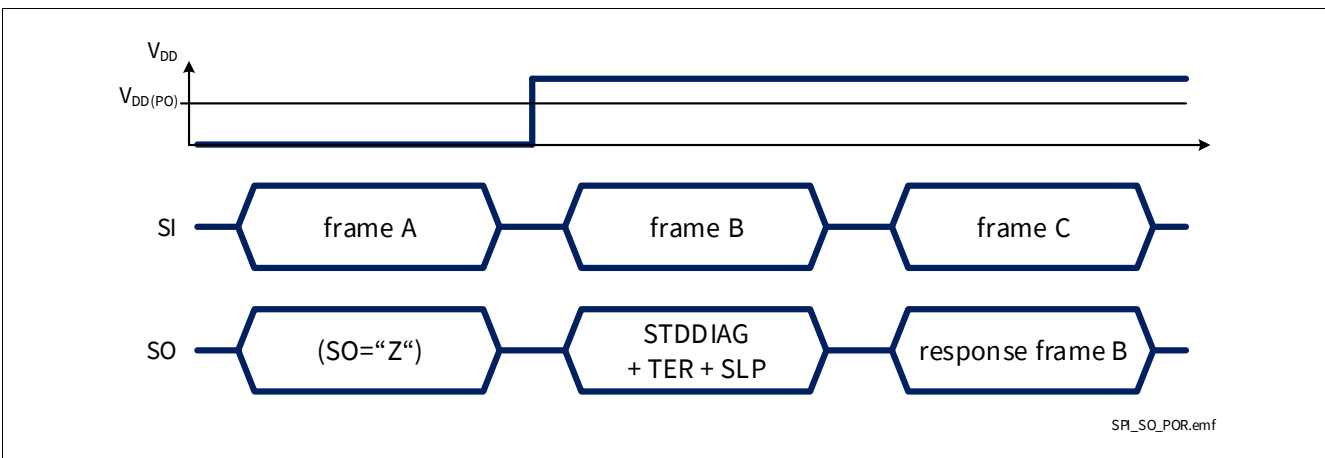 VDD
VDD(PO)
SI
frame A
frame B
frame C
SO
(SO=“Z“)
STDDIAG
+ TER + SLP
response frame B
SPI_SO_POR.emf